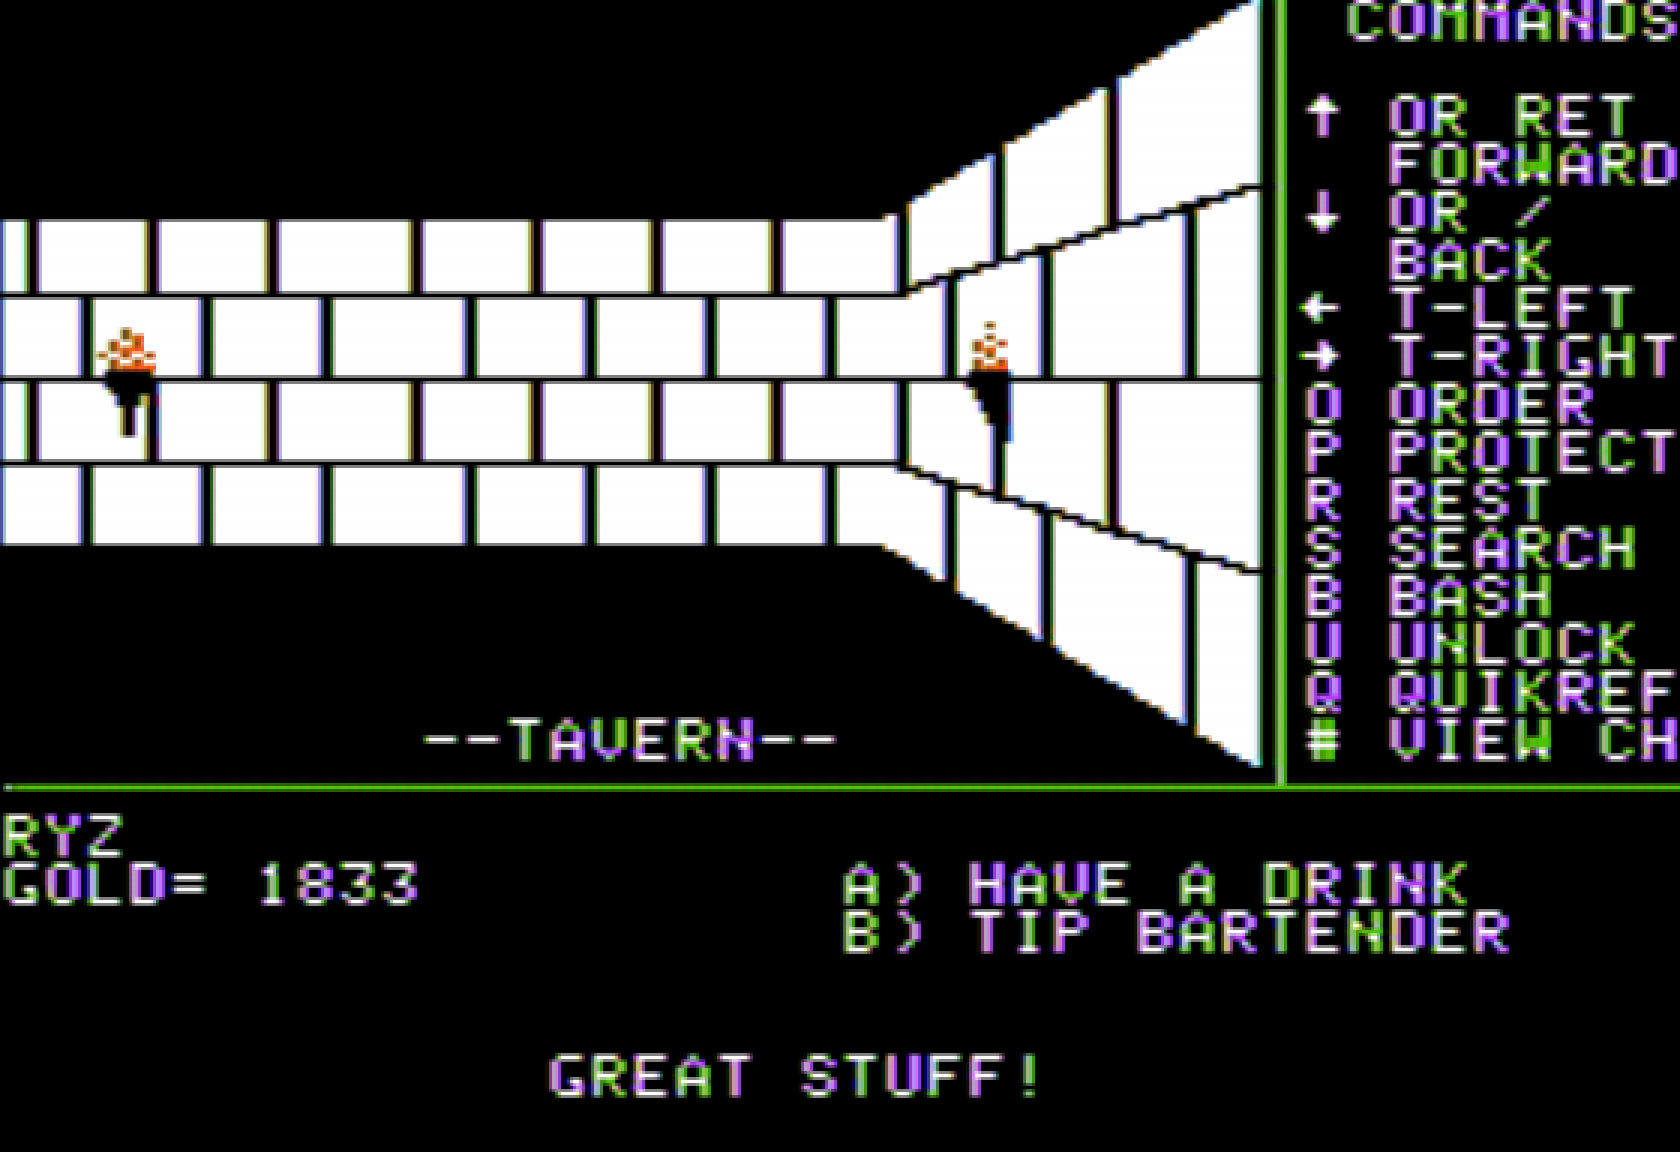 COMMANDS
↑ OR RET
FORWARD
↓ OR /
BACK
← T-LEFT
→ T-RIGHT
O ORDER
P PROTECT
R REST
S SEARCH
B BASH
U UNLOCK
Q QUIKREF
# VIEW CH
--TAVERN--
RYZ
GOLD= 1833
A) HAVE A DRINK
B) TIP BARTENDER
GREAT STUFF!